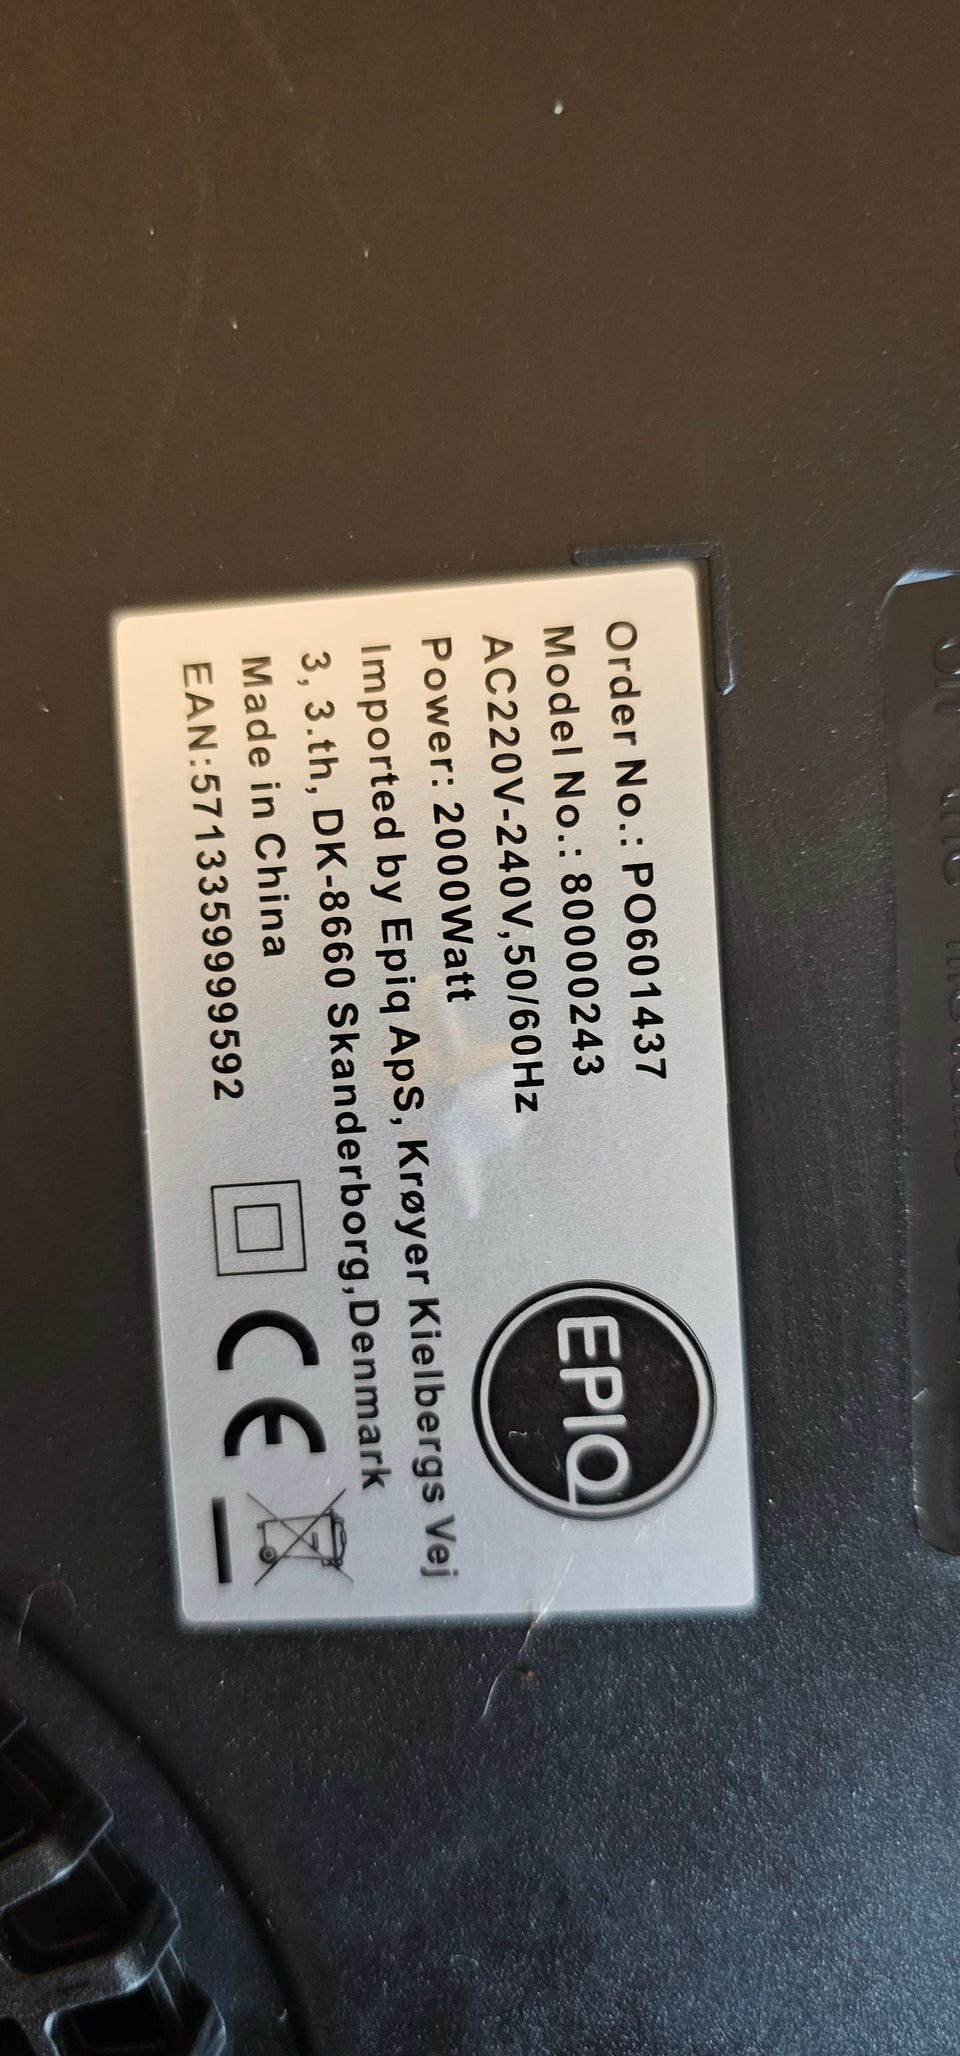 Order No.: PO601437
Model No.: 80000243
AC220V-240V,50/60Hz
Power: 2000Watt
Imported by Epiq ApS, Krøyer Kielbergs Vej
3, 3.th, DK-8660 Skanderborg,Denmark
Made in China
EAN:5713359999592
EPIQ
CE